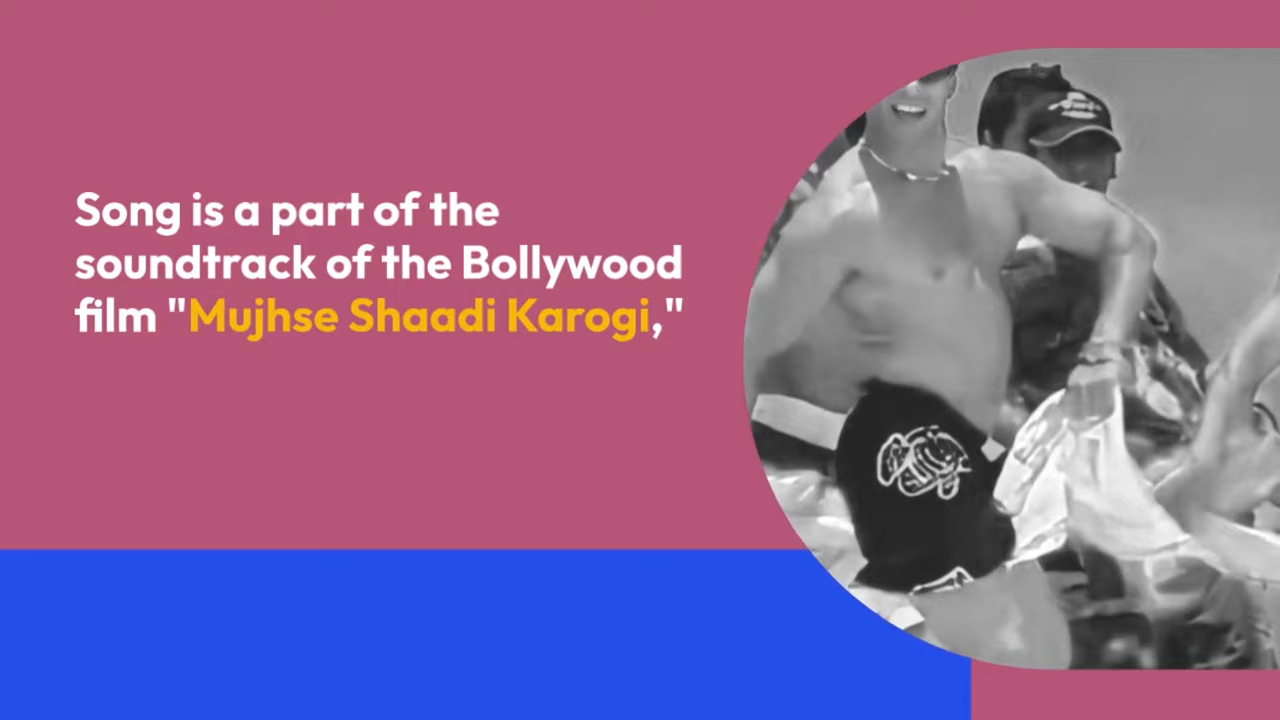 Song is a part of the
soundtrack of the Bollywood
film "Mujhse Shaadi Karogi,"